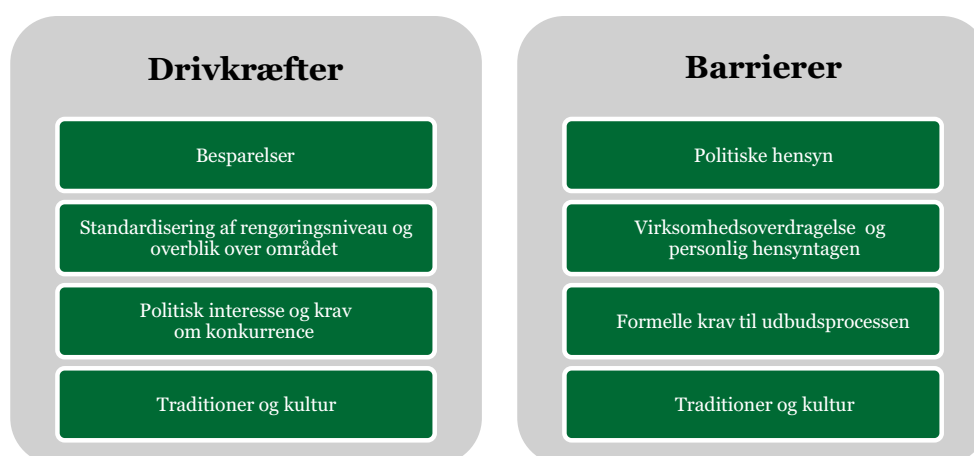 Drivkræfter
Besparelser
Standardisering af rengøringsniveau og
overblik over området
Politisk interesse og krav
om konkurrence
Traditioner og kultur
Barrierer
Politiske hensyn
Virksomhedsoverdragelse og
personlig hensyntagen
Formelle krav til udbudsprocessen
Traditioner og kultur